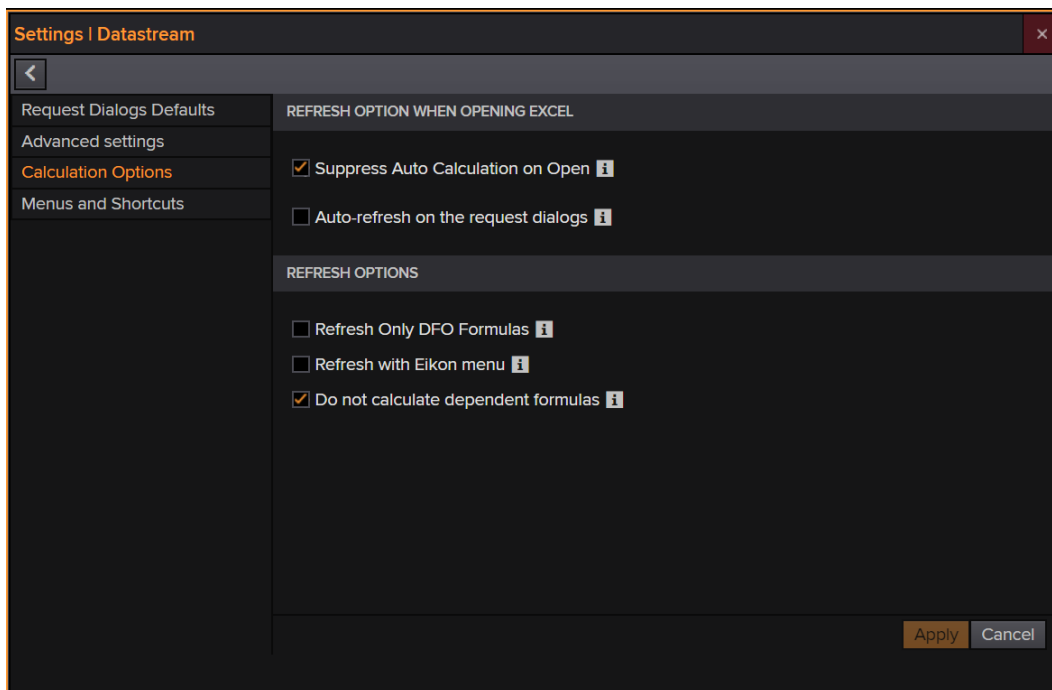 Settings | Datastream
Request Dialogs Defaults
Advanced settings
Calculation Options
Menus and Shortcuts
REFRESH OPTION WHEN OPENING EXCEL
Suppress Auto Calculation on Open
Auto-refresh on the request dialogs
REFRESH OPTIONS
Refresh Only DFO Formulas
Refresh with Eikon menu
Do not calculate dependent formulas
Apply Cancel